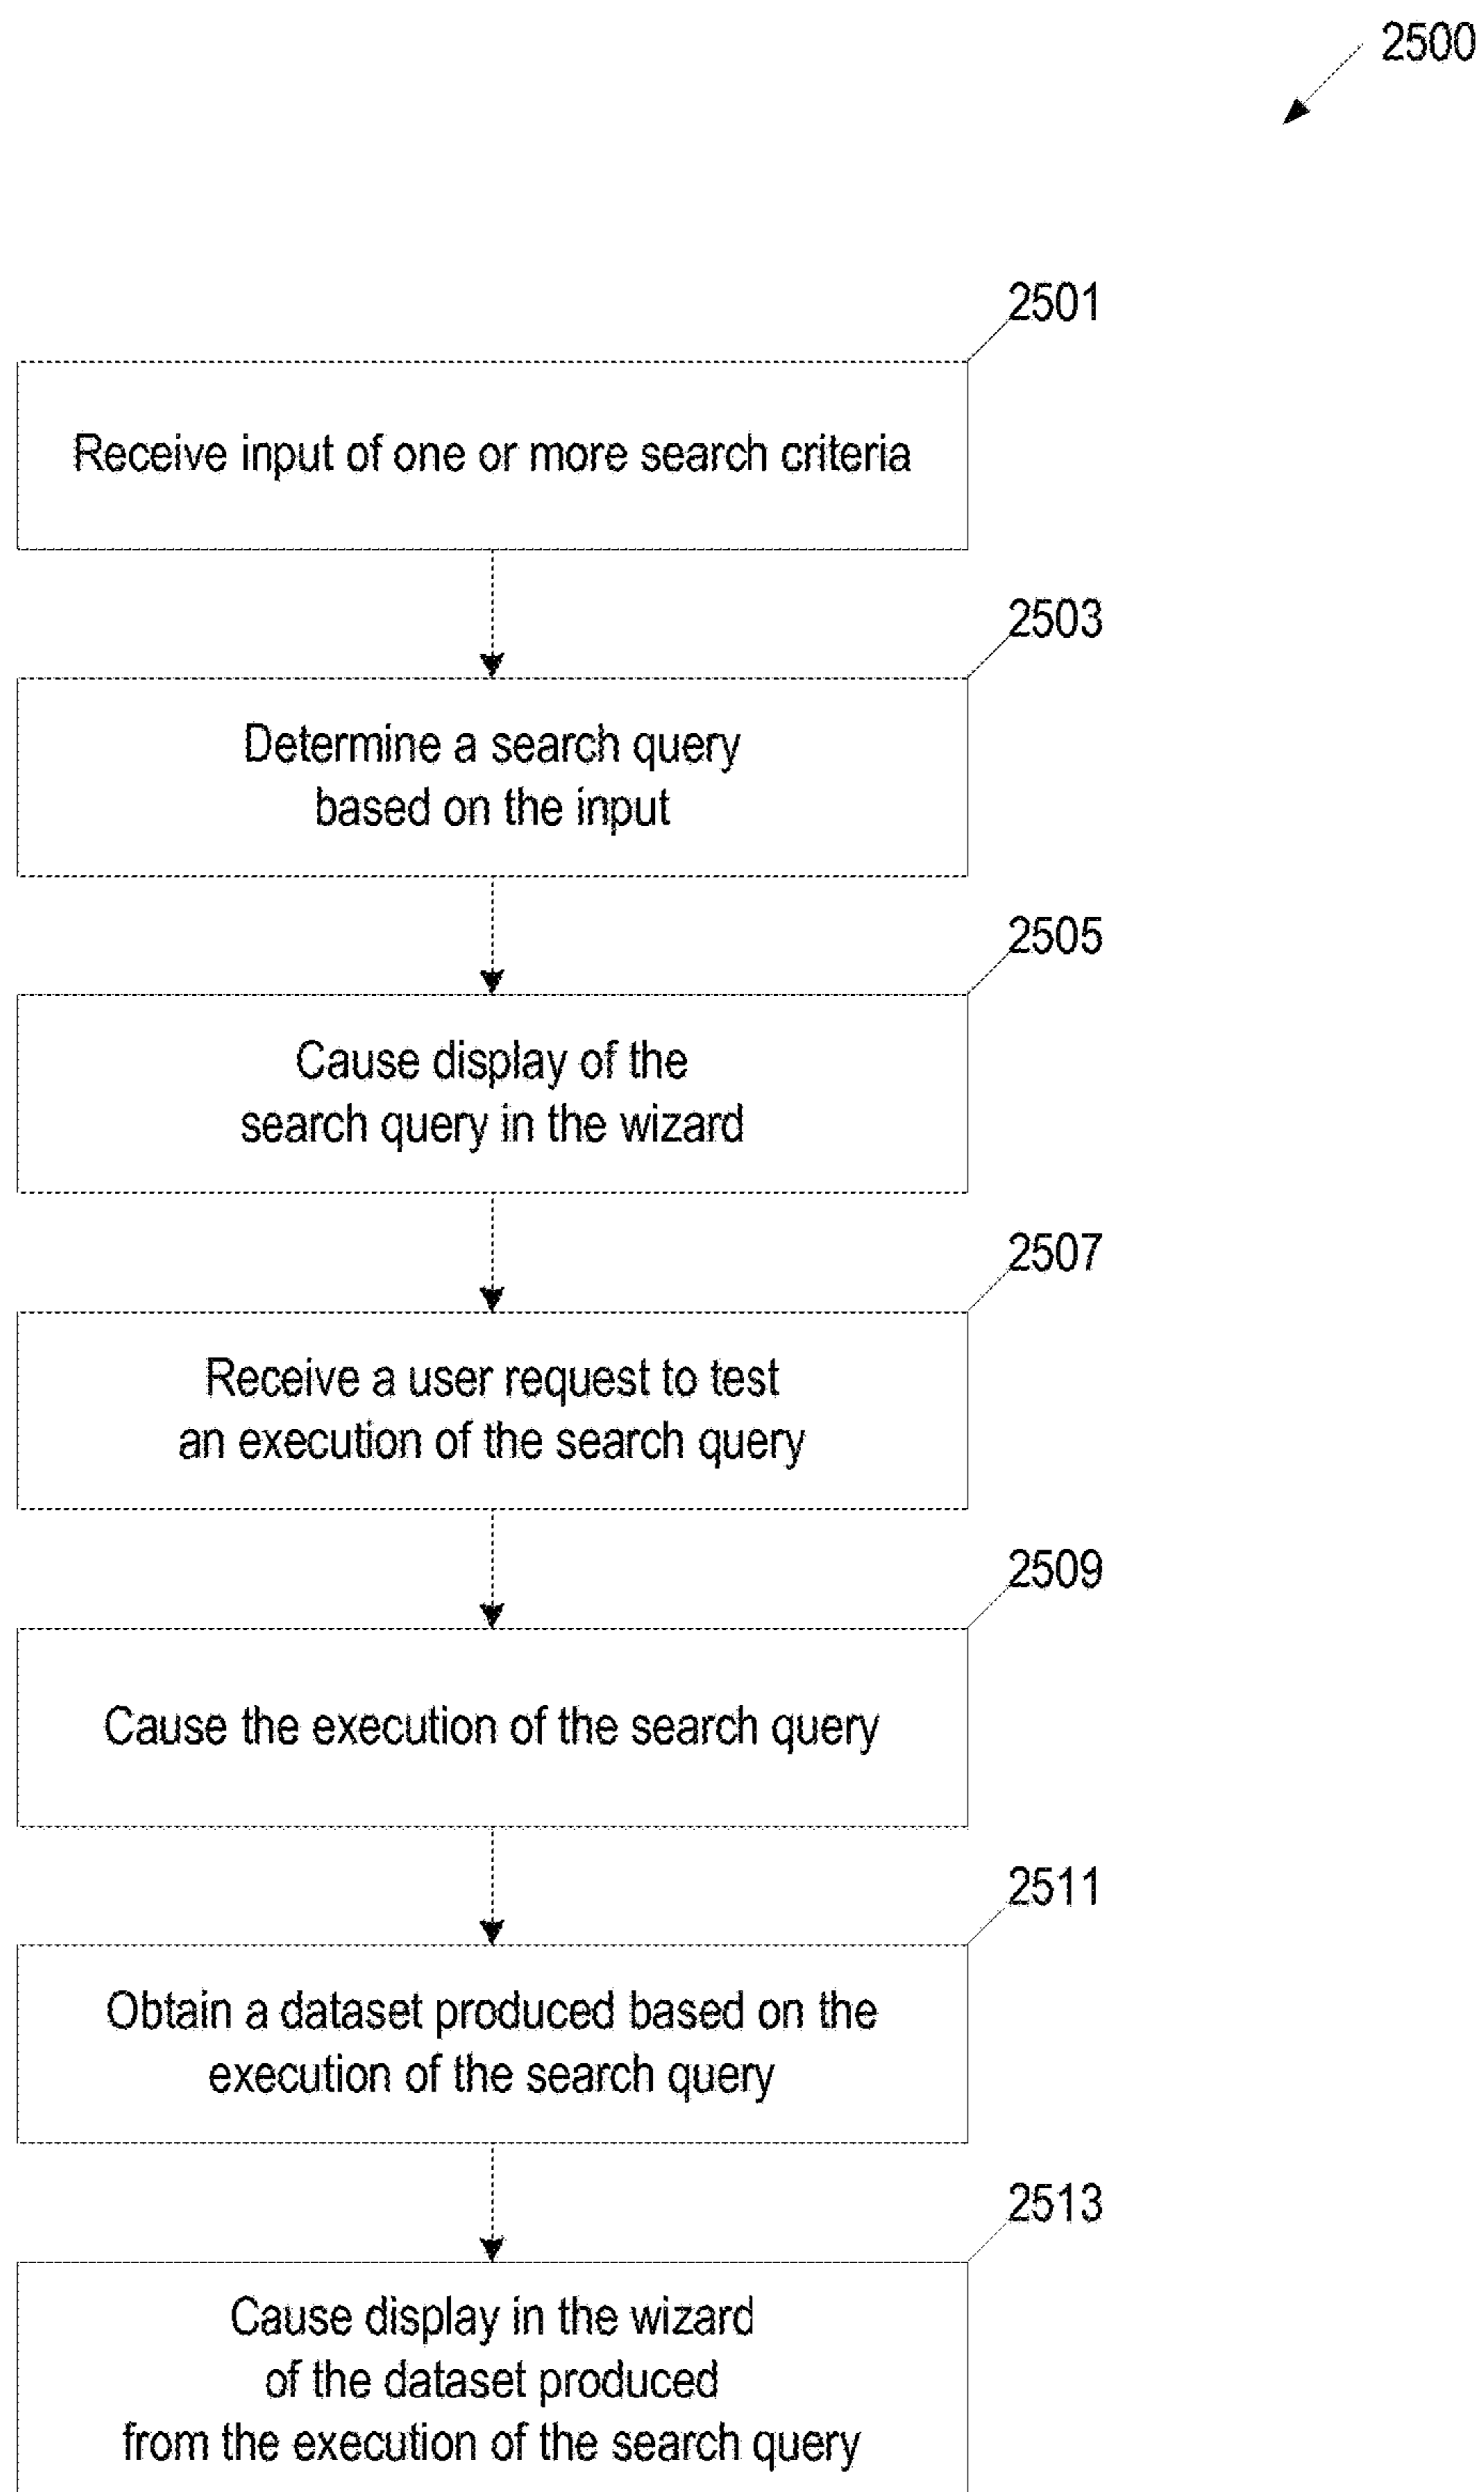 2500
2501
Receive input of one or more search criteria
2503
Determine a search query
based on the input
2505
Cause display of the
search query in the wizard
2507
Receive a user request to test
an execution of the search query
2509
Cause the execution of the search query
2511
Obtain a dataset produced based on the
execution of the search query
2513
Cause display in the wizard
of the dataset produced
from the execution of the search query